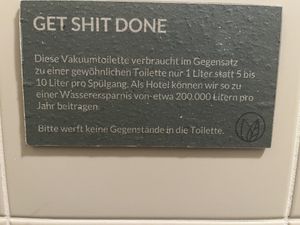 GET SHIT DONE
Diese Vakuumtoilette verbraucht im Gegensatz
zu einer gewöhnlichen Toilette nur 1 Liter statt 5 bis
10 Liter pro Spülgang. Als Hotel können wir so zu
einer Wasserersparnis von etwa 200.000 Litern pro
Jahr beitragen.
Bitte werft keine Gegenstände in die Toilette.